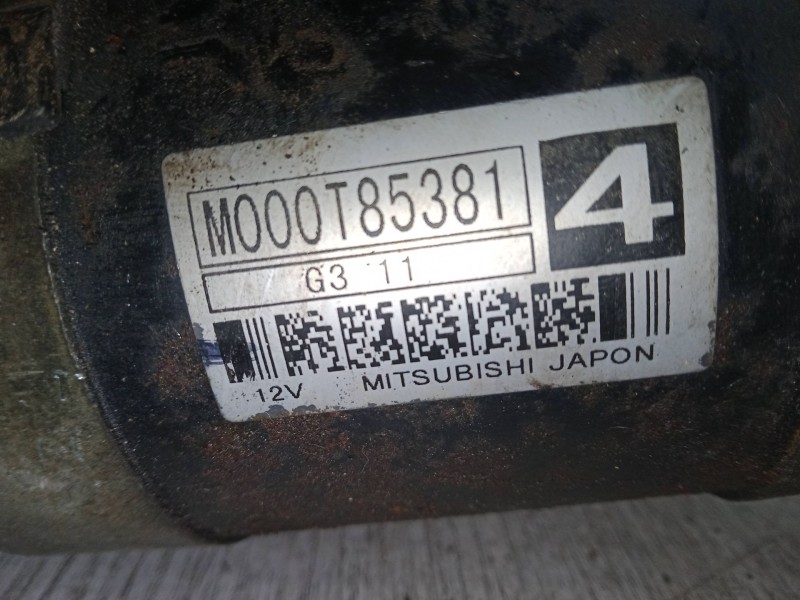 M000T85381
4
G3 11
12V MITSUBISHI JAPON